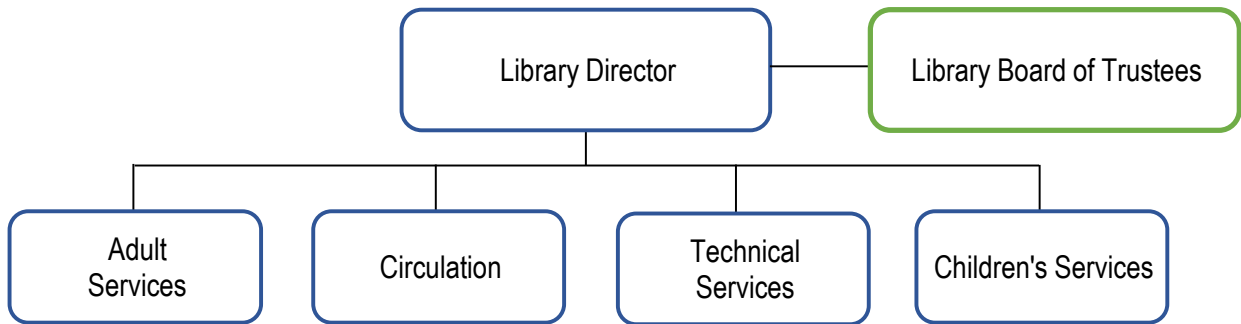 Library Director
Library Board of Trustees
Adult
Services
Circulation
Technical
Services
Children's Services